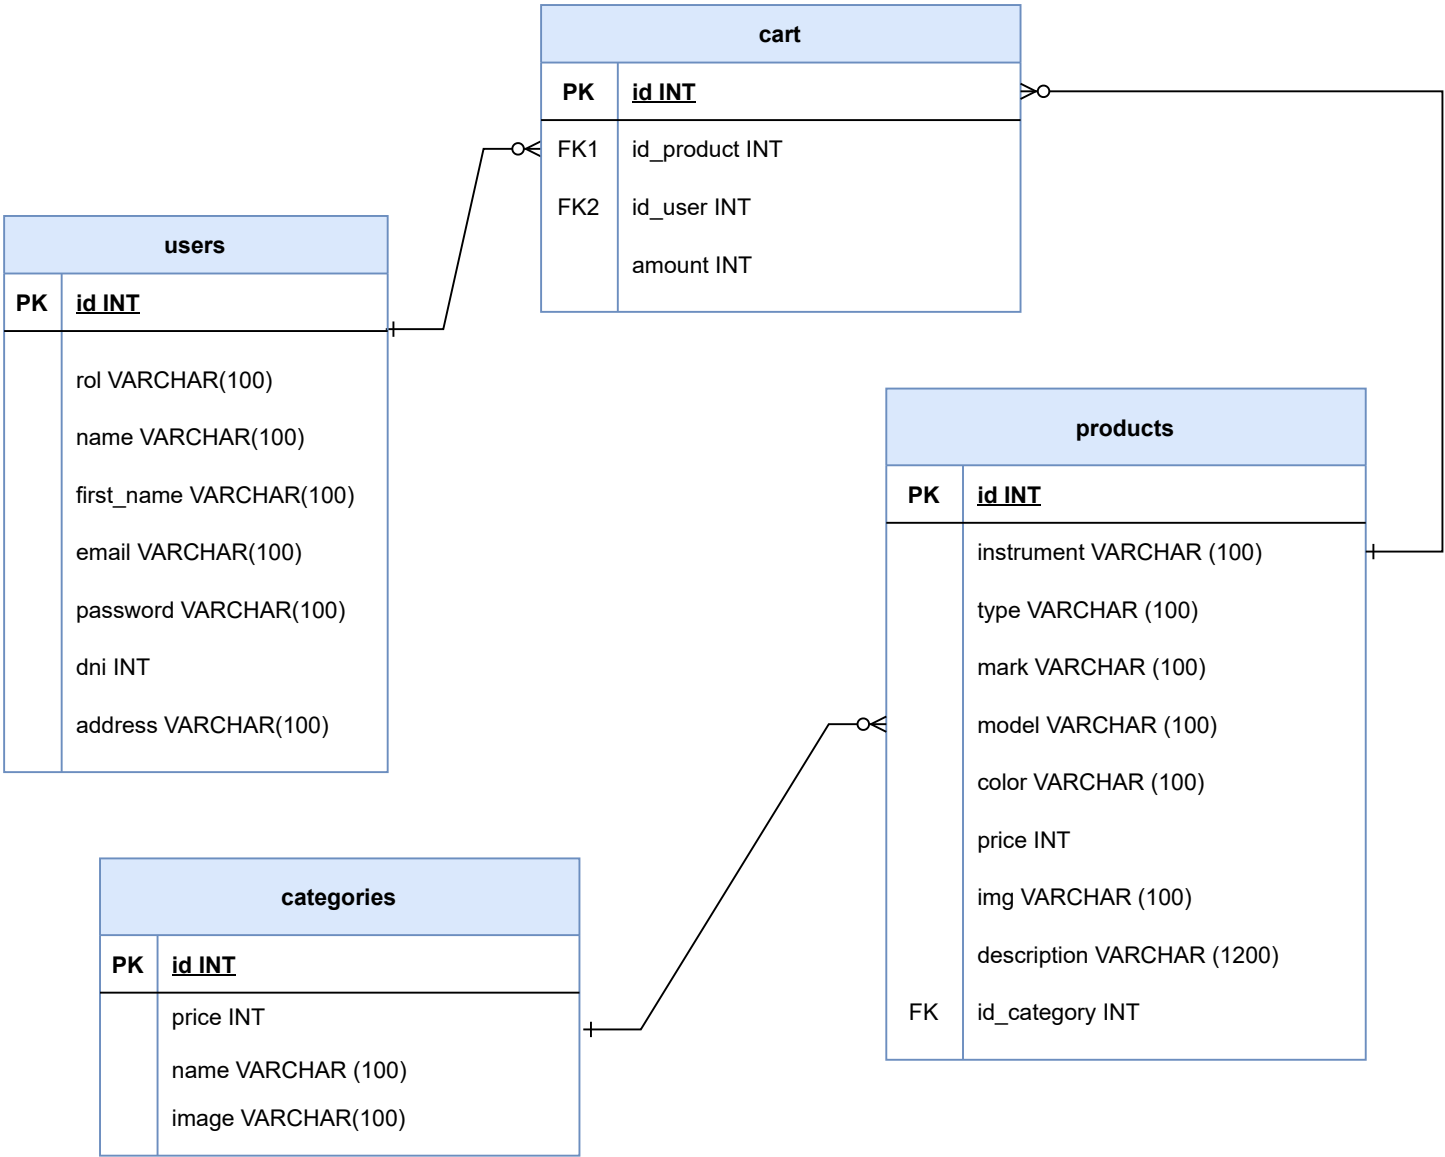 cart
PK id INT
FK1 id_product INT
FK2 id_user INT
amount INT
users
PK id INT
rol VARCHAR(100)
name VARCHAR(100)
first_name VARCHAR(100)
email VARCHAR(100)
password VARCHAR(100)
dni INT
address VARCHAR(100)
products
PK id INT
instrument VARCHAR (100)
type VARCHAR (100)
mark VARCHAR (100)
model VARCHAR (100)
color VARCHAR (100)
price INT
img VARCHAR (100)
description VARCHAR (1200)
FK id_category INT
categories
PK id INT
price INT
name VARCHAR (100)
image VARCHAR(100)